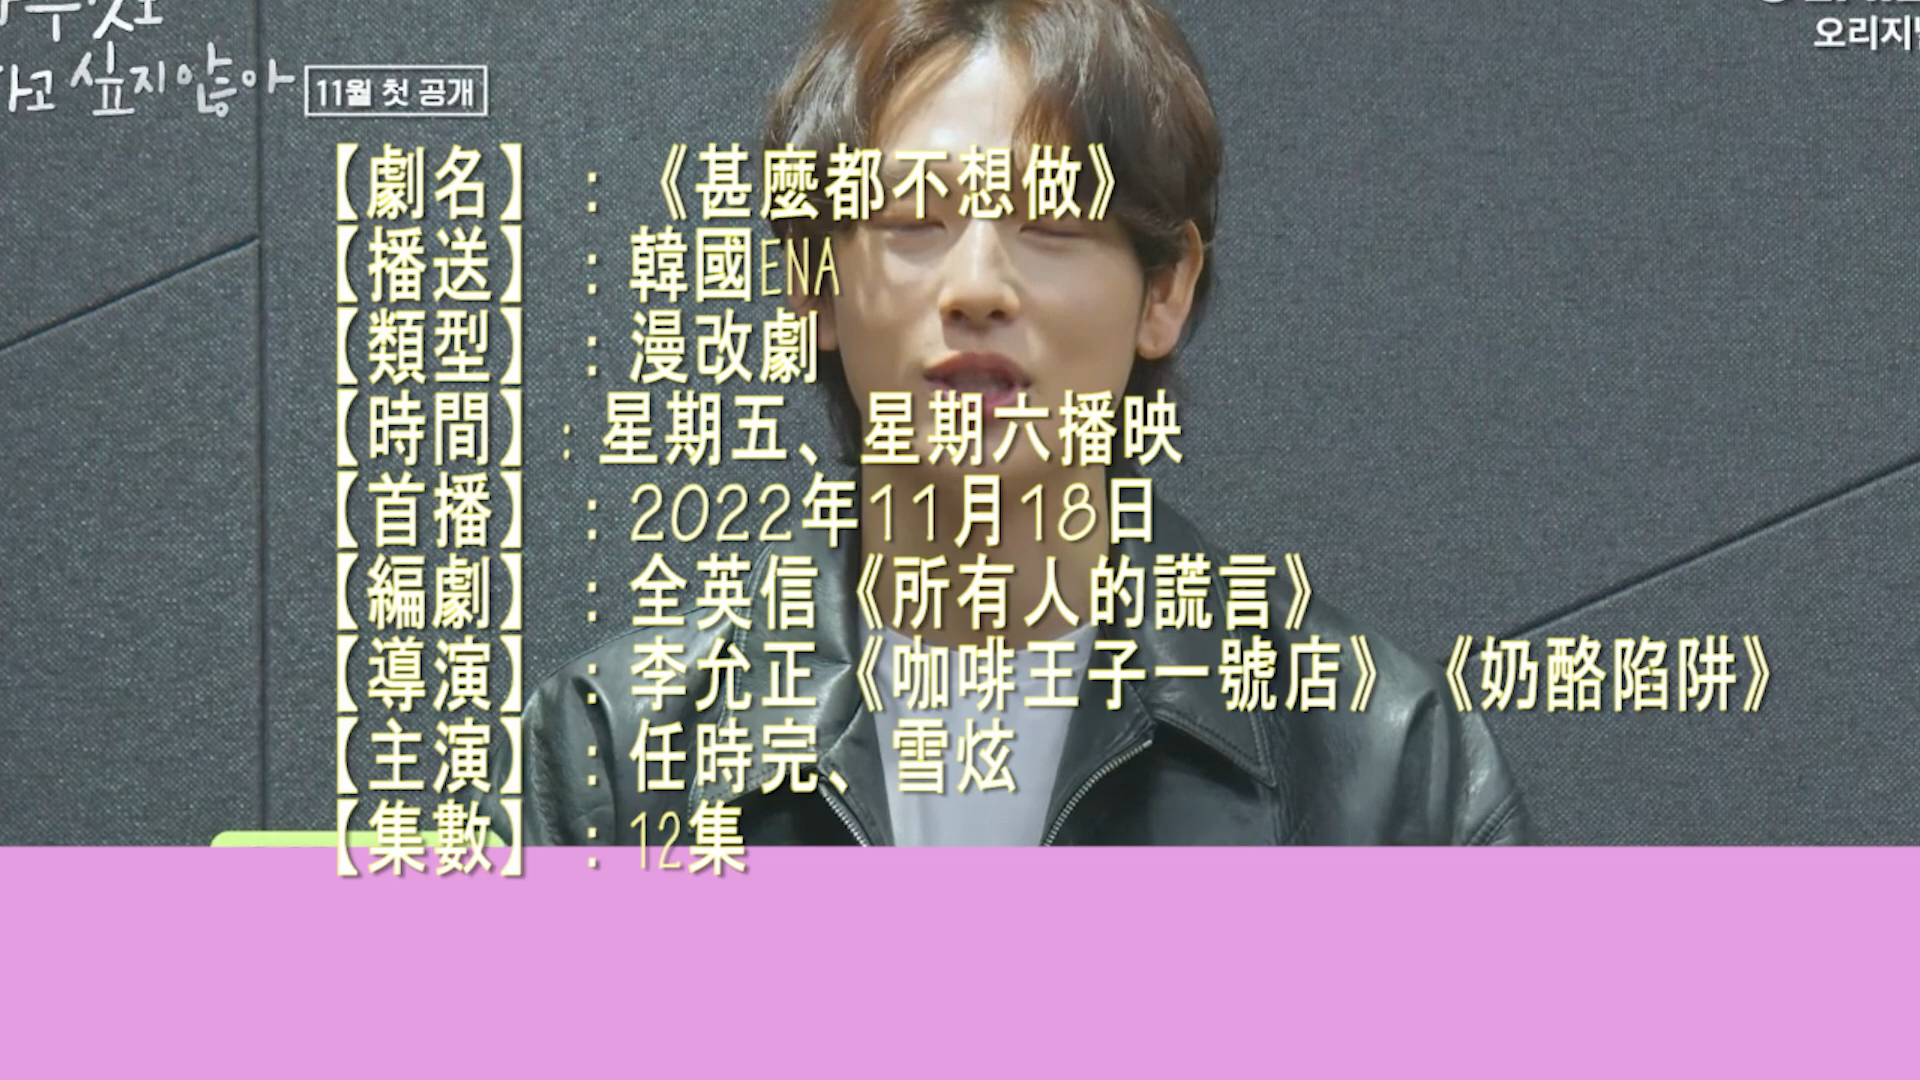 싶지 않아
11월 첫 공개
【劇名】 : 《甚麼都不想做》
【播送】 : 韓國ENA
【類型】 : 漫改劇
【時間】 : 星期五、星期六播映
【首播】 : 2022年11月18日
【編劇】 : 全英信《所有人的謊言》
【導演】 : 李允正《咖啡王子一號店》《奶酪陷阱》
【主演】 : 任時完、雪炫
【集數】 : 12集